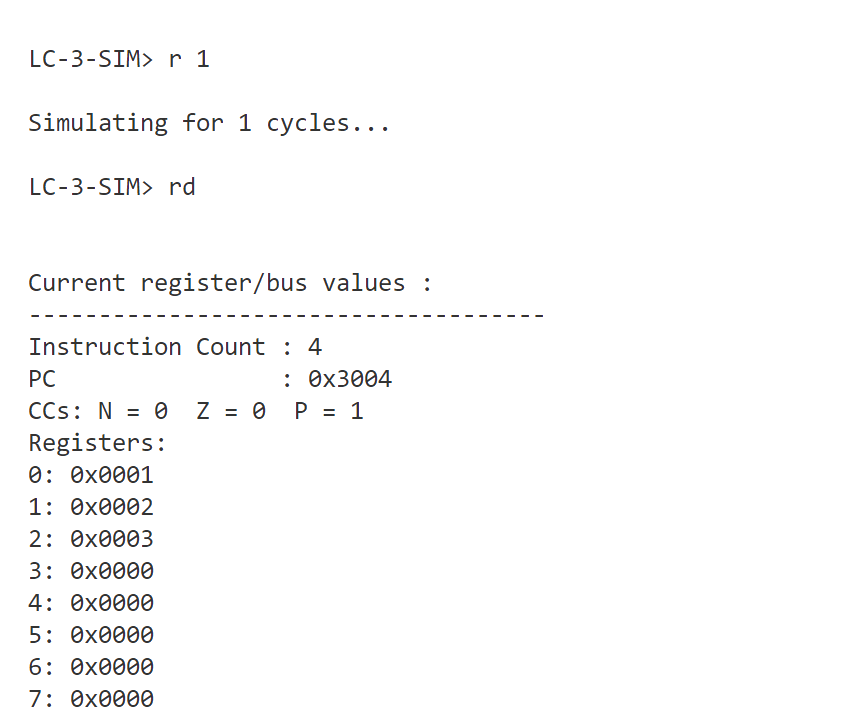 LC-3-SIM> r 1
Simulating for 1 cycles...
LC-3-SIM> rd
Current register/bus values :
-------------------------------------
Instruction Count : 4
PC                : 0x3004
CCs: N = 0  Z = 0  P = 1
Registers:
0: 0x0001
1: 0x0002
2: 0x0003
3: 0x0000
4: 0x0000
5: 0x0000
6: 0x0000
7: 0x0000